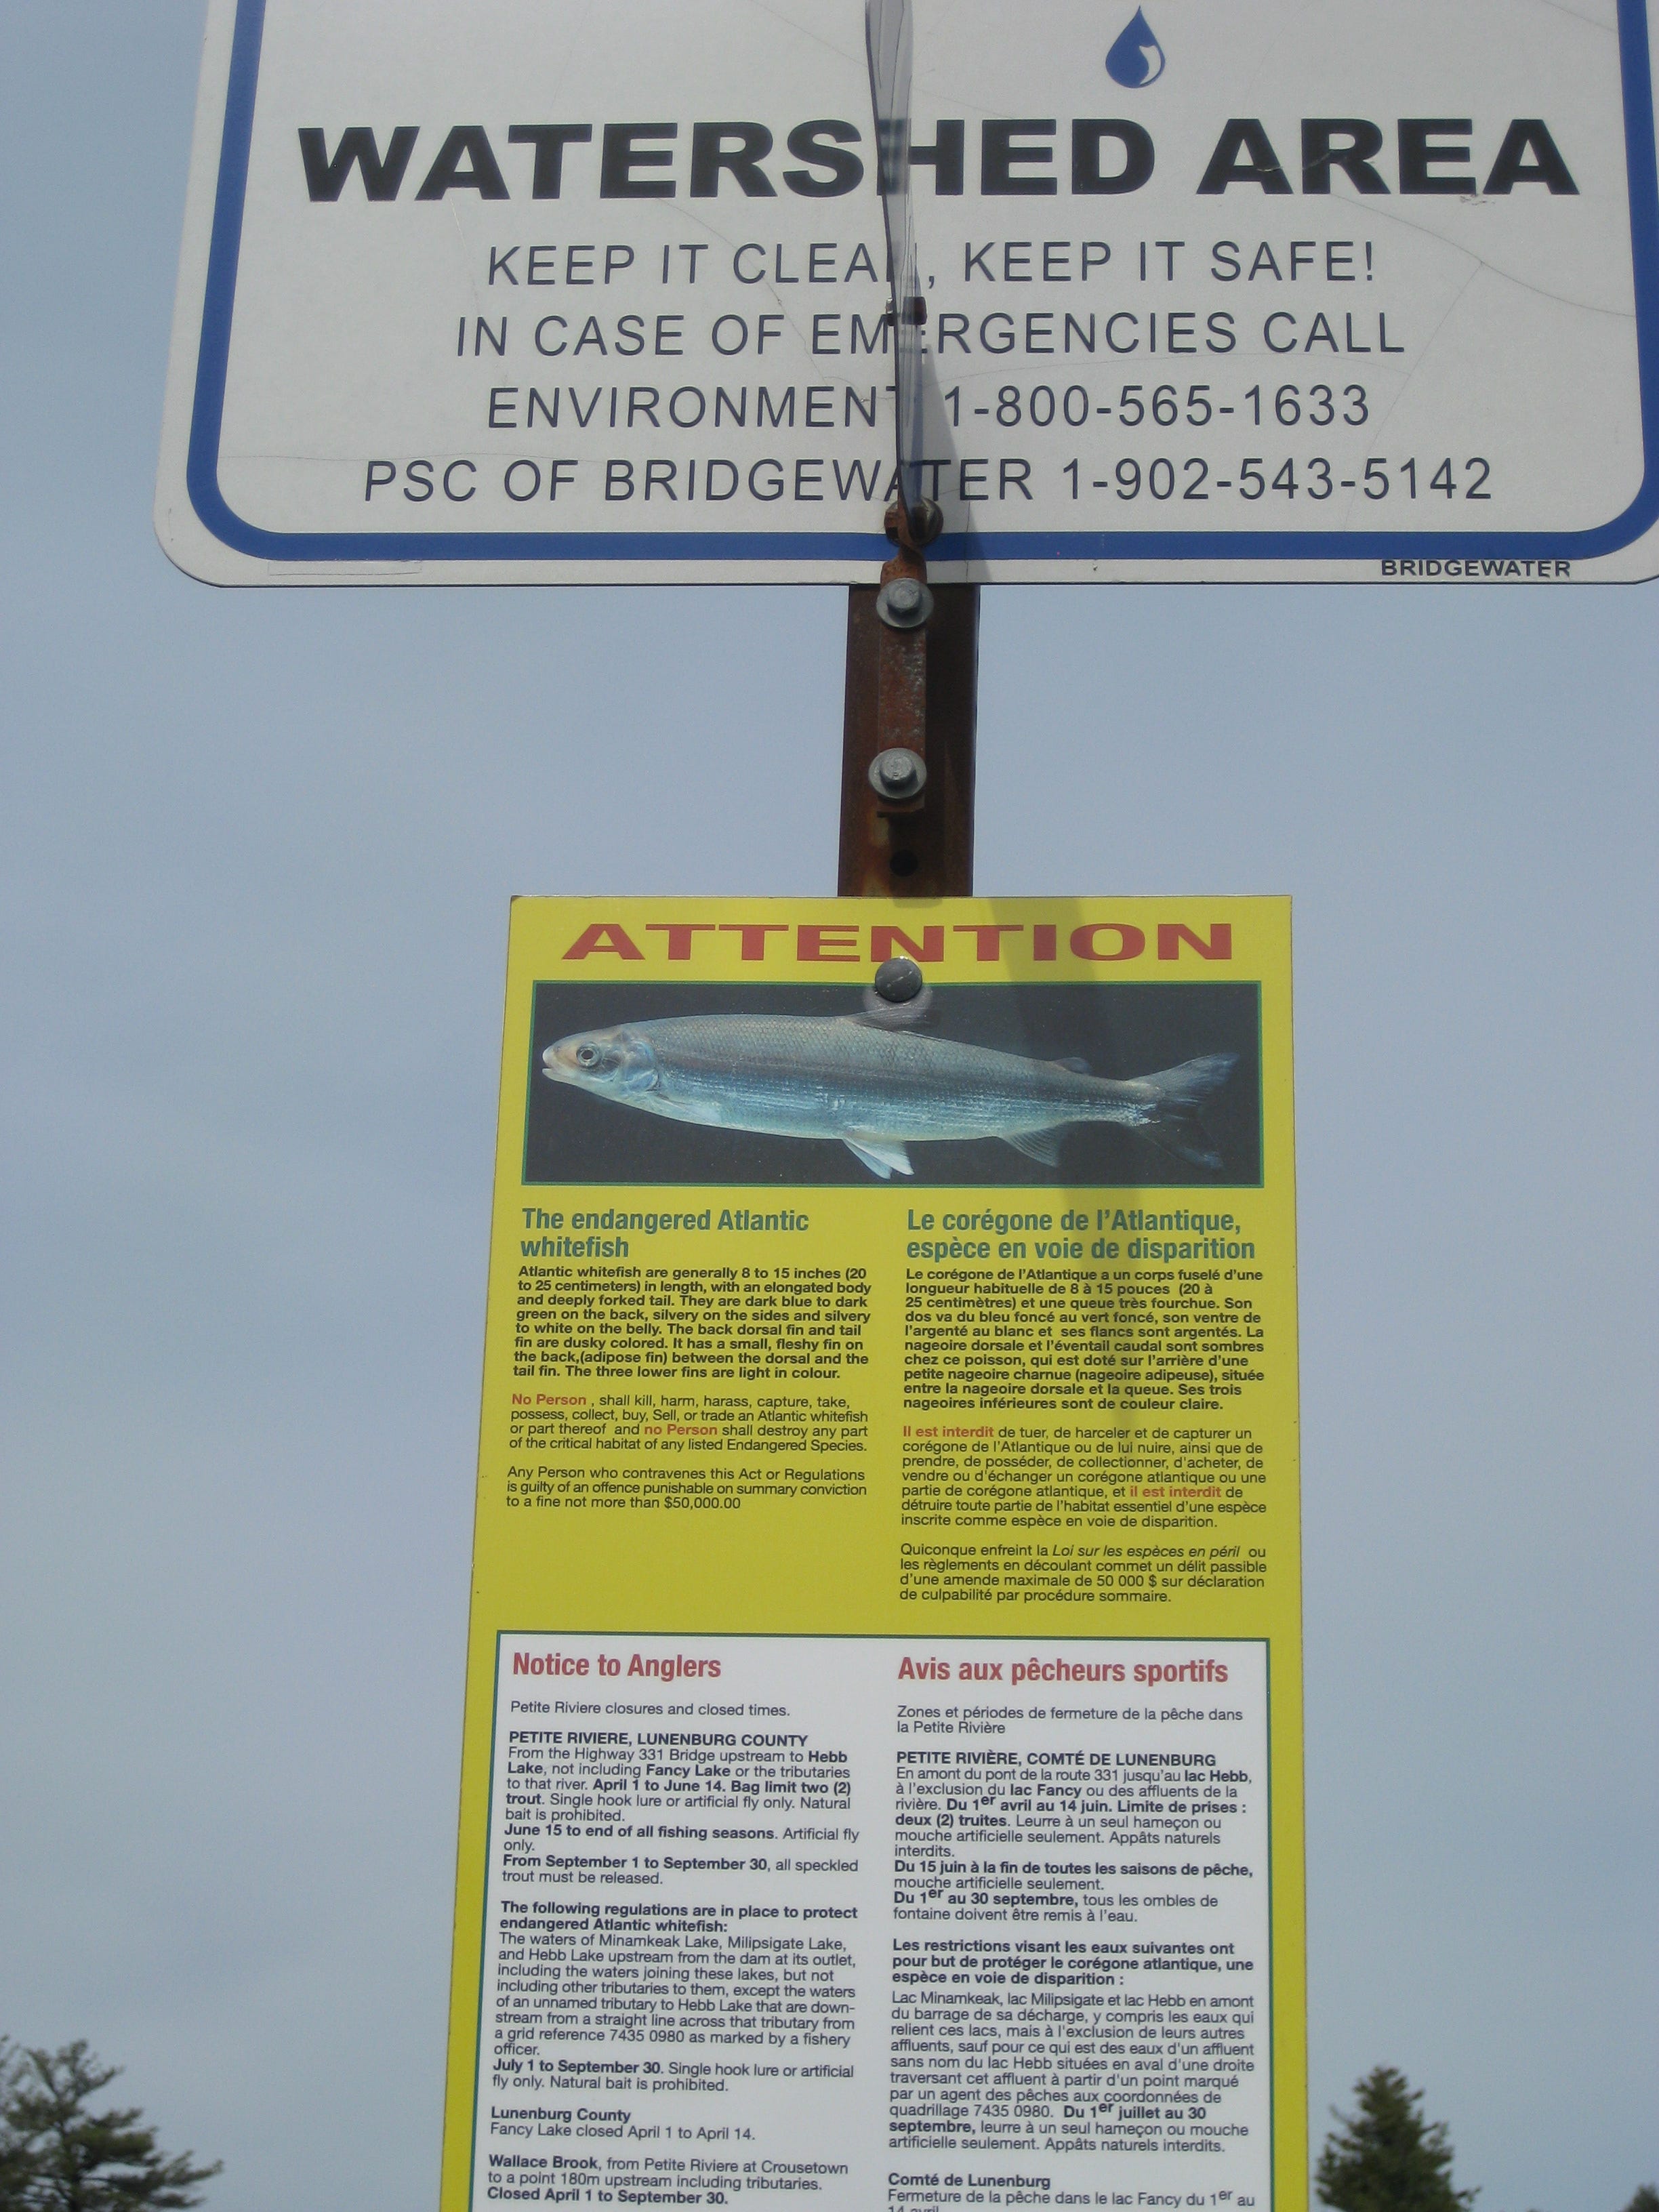 WATERSHED AREA
KEEP IT CLEAN, KEEP IT SAFE!
IN CASE OF EMERGENCIES CALL
ENVIRONMENT 1-800-565-1633
PSC OF BRIDGEWATER 1-902-543-5142
BRIDGEWATER
ATTENTION
The endangered Atlantic
whitefish
Atlantic whitefish are generally 8 to 15 inches (20
to 25 centimeters) in length, with an elongated body
and deeply forked tail. They are dark blue to dark
green on the back, silvery on the sides and silvery
to white on the belly. The back dorsal fin and tail
fin are dusky colored. It has a small, fleshy fin on
the back,(adipose fin) between the dorsal and the
tail fin. The three lower fins are light in colour.
No Person , shall kill, harm, harass, capture, take,
possess, collect, buy, Sell, or trade an Atlantic whitefish
or part thereof and no Person shall destroy any part
of the critical habitat of any listed Endangered Species.
Any Person who contravenes this Act or Regulations
is guilty of an offence punishable on summary conviction
to a fine not more than $50,000.00
Le corégone de l'Atlantique,
espèce en voie de disparition
Le corégone de l'Atlantique a un corps fuselé d'une
longueur habituelle de 8 à 15 pouces (20 à
25 centimètres) et une queue très fourchue. Son
dos va du bleu foncé au vert foncé, son ventre de
l'argenté au blanc et ses flancs sont argentés. La
nageoire dorsale et l'éventail caudal sont sombres
chez ce poisson, qui est doté sur l'arrière d'une
petite nageoire charnue (nageoire adipeuse), située
entre la nageoire dorsale et la queue. Ses trois
nageoires inférieures sont de couleur claire.
Il est interdit de tuer, de harceler et de capturer un
corégone de l'Atlantique ou de lui nuire, ainsi que de
prendre, de posséder, de collectionner, d'acheter, de
vendre ou d'échanger un corégone atlantique ou une
partie de corégone atlantique, et il est interdit de
détruire toute partie de l'habitat essentiel d'une espèce
inscrite comme espèce en voie de disparition.
Quiconque enfreint la Loi sur les espèces en péril ou
les règlements en découlant commet un délit passible
d'une amende maximale de 50 000 $ sur déclaration
de culpabilité par procédure sommaire.
Notice to Anglers
Petite Riviere closures and closed times.
PETITE RIVIERE, LUNENBURG COUNTY
From the Highway 331 Bridge upstream to Hebb
Lake, not including Fancy Lake or the tributaries
to that river. April 1 to June 14. Bag limit two (2)
trout. Single hook lure or artificial fly only. Natural
bait is prohibited.
June 15 to end of all fishing seasons. Artificial fly
only.
From September 1 to September 30, all speckled
trout must be released.
The following regulations are in place to protect
endangered Atlantic whitefish:
The waters of Minamkeak Lake, Milipsigate Lake,
and Hebb Lake upstream from the dam at its outlet,
including the waters joining these lakes, but not
including other tributaries to them, except the waters
of an unnamed tributary to Hebb Lake that are down-
stream from a straight line across that tributary from
a grid reference 7435 0980 as marked by a fishery
officer.
July 1 to September 30. Single hook lure or artificial
fly only. Natural bait is prohibited.
Lunenburg County
Fancy Lake closed April 1 to April 14.
Wallace Brook, from Petite Riviere at Crousetown
to a point 180m upstream including tributaries.
Closed April 1 to September 30.
Avis aux pêcheurs sportifs
Zones et périodes de fermeture de la pêche dans
la Petite Rivière
PETITE RIVIÈRE, COMTÉ DE LUNENBURG
En amont du pont de la route 331 jusqu'au lac Hebb,
à l'exclusion du lac Fancy ou des affluents de la
rivière. Du 1er avril au 14 juin. Limite de prises :
deux (2) truites. Leurre à un seul hameçon ou
mouche artificielle seulement. Appâts naturels
interdits.
Du 15 juin à la fin de toutes les saisons de pêche,
mouche artificielle seulement.
Du 1er au 30 septembre, tous les ombles de
fontaine doivent être remis à l'eau.
Les restrictions visant les eaux suivantes ont
pour but de protéger le corégone atlantique, une
espèce en voie de disparition :
Lac Minamkeak, lac Milipsigate et lac Hebb en amont
du barrage de sa décharge, y compris les eaux qui
relient ces lacs, mais à l'exclusion de leurs autres
affluents, sauf pour ce qui est des eaux d'un affluent
sans nom du lac Hebb situées en aval d'une droite
traversant cet affluent à partir d'un point marqué
par un agent des pêches aux coordonnées de
quadrillage 7435 0980. Du 1er juillet au 30
septembre, leurre à un seul hameçon ou mouche
artificielle seulement. Appâts naturels interdits.
Comté de Lunenburg
Fermeture de la pêche dans le lac Fancy du 1er au
14 avril